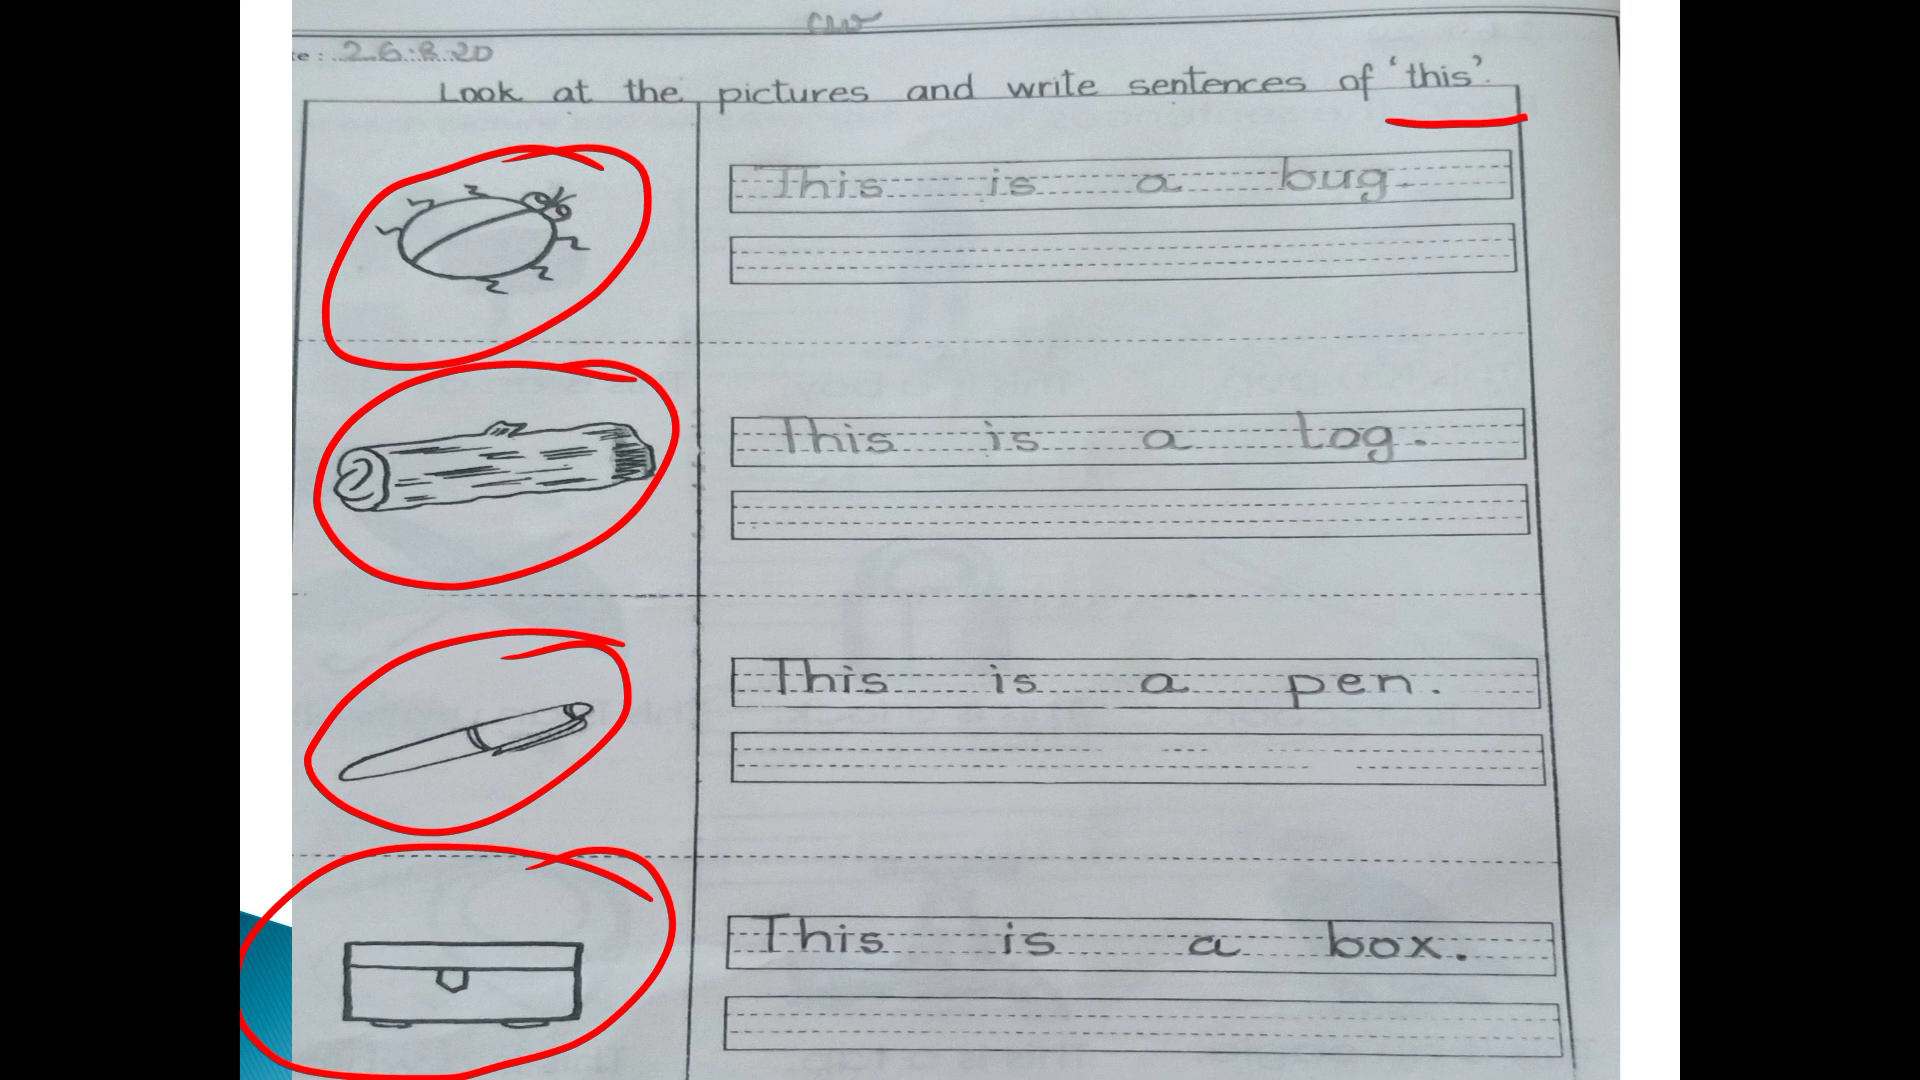 cw
te: 26.8.20
Look at the pictures and write sentences of 'this'.
This is a bug.
This is a log.
This is a pen.
This is a box.